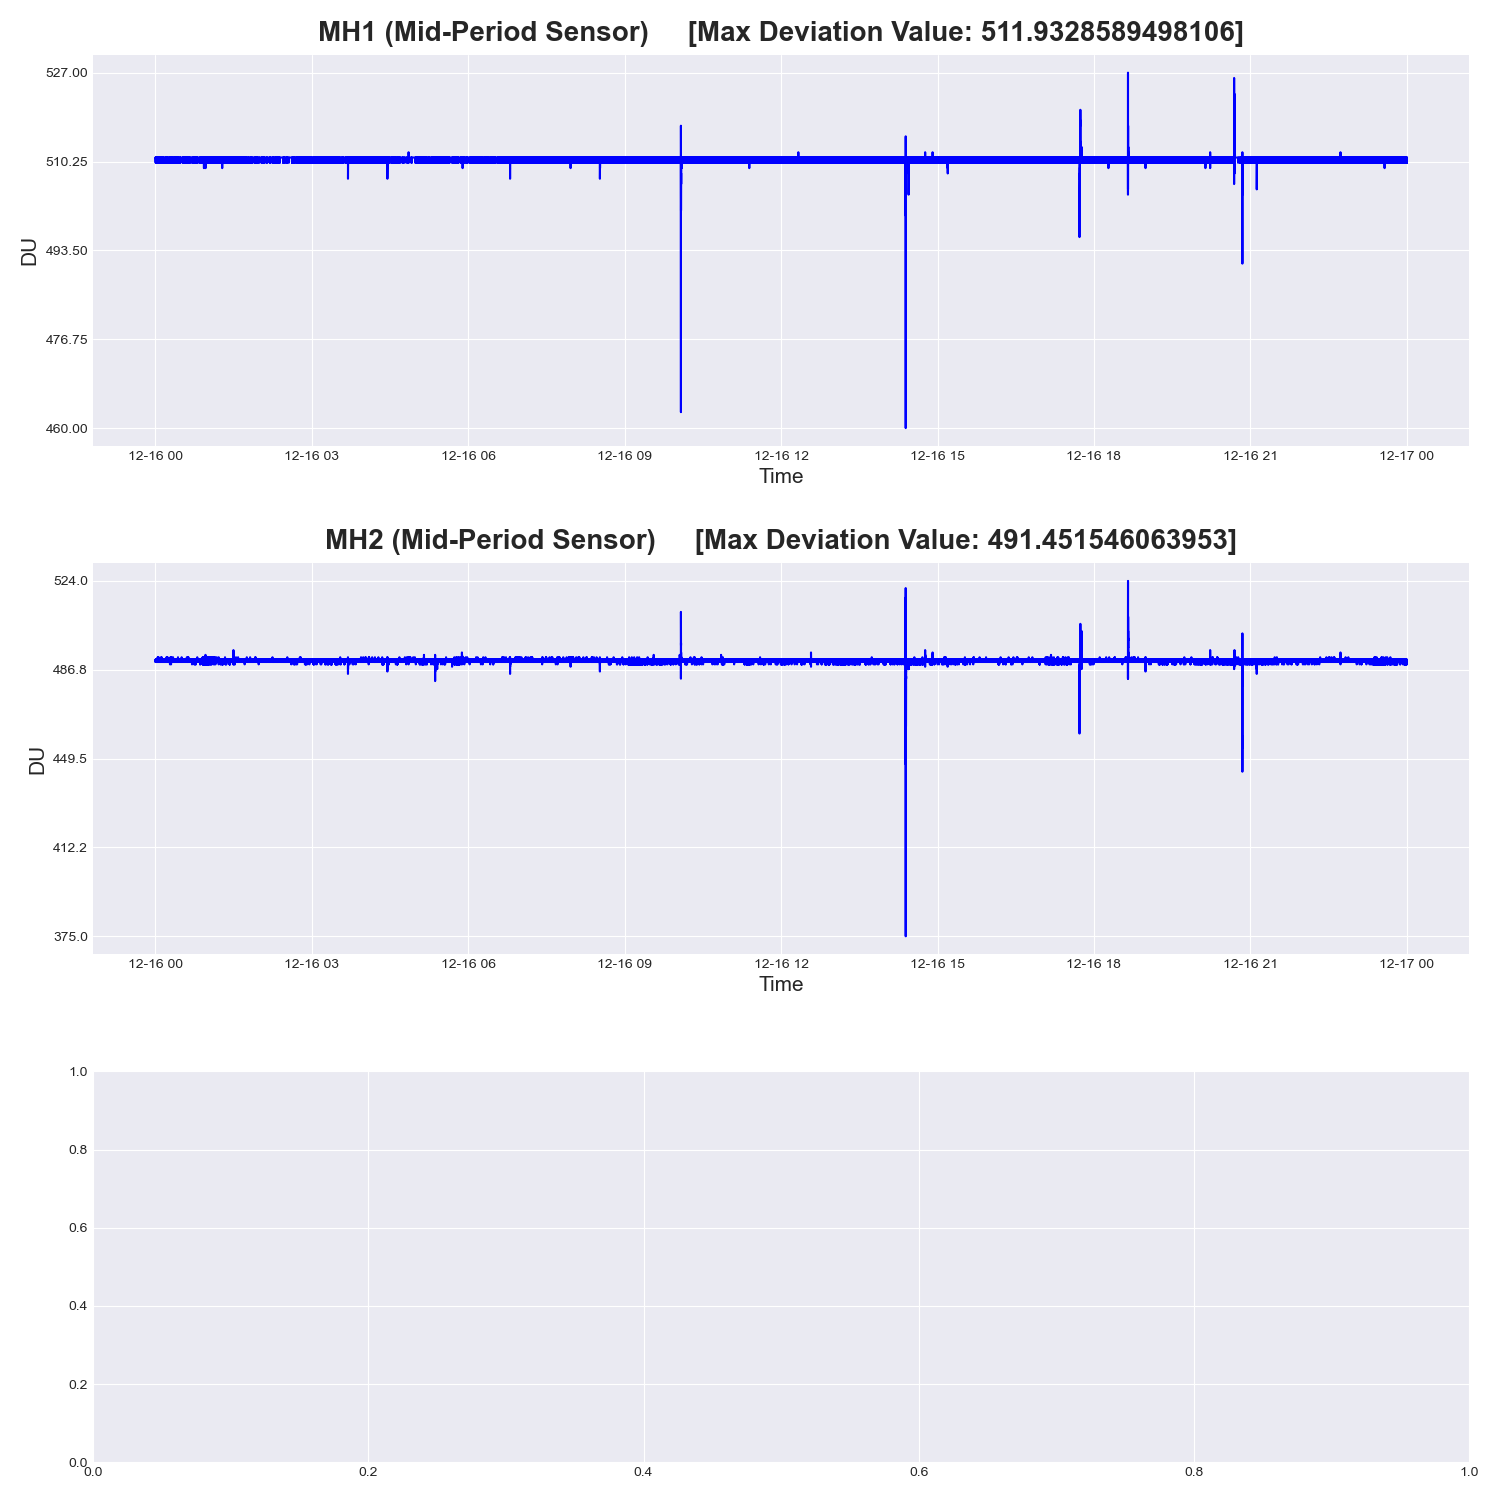 MH1 (Mid-Period Sensor) [Max Deviation Value: 511.9328589498106]
527.00
510.25
493.50
476.75
460.00
DU
12-16 00 12-16 03 12-16 06 12-16 09 12-16 12 12-16 15 12-16 18 12-16 21 12-17 00
Time
MH2 (Mid-Period Sensor) [Max Deviation Value: 491.451546063953]
524.0
486.8
449.5
412.2
375.0
DU
12-16 00 12-16 03 12-16 06 12-16 09 12-16 12 12-16 15 12-16 18 12-16 21 12-17 00
Time
1.0
0.8
0.6
0.4
0.2
0.0
0.0 0.2 0.4 0.6 0.8 1.0